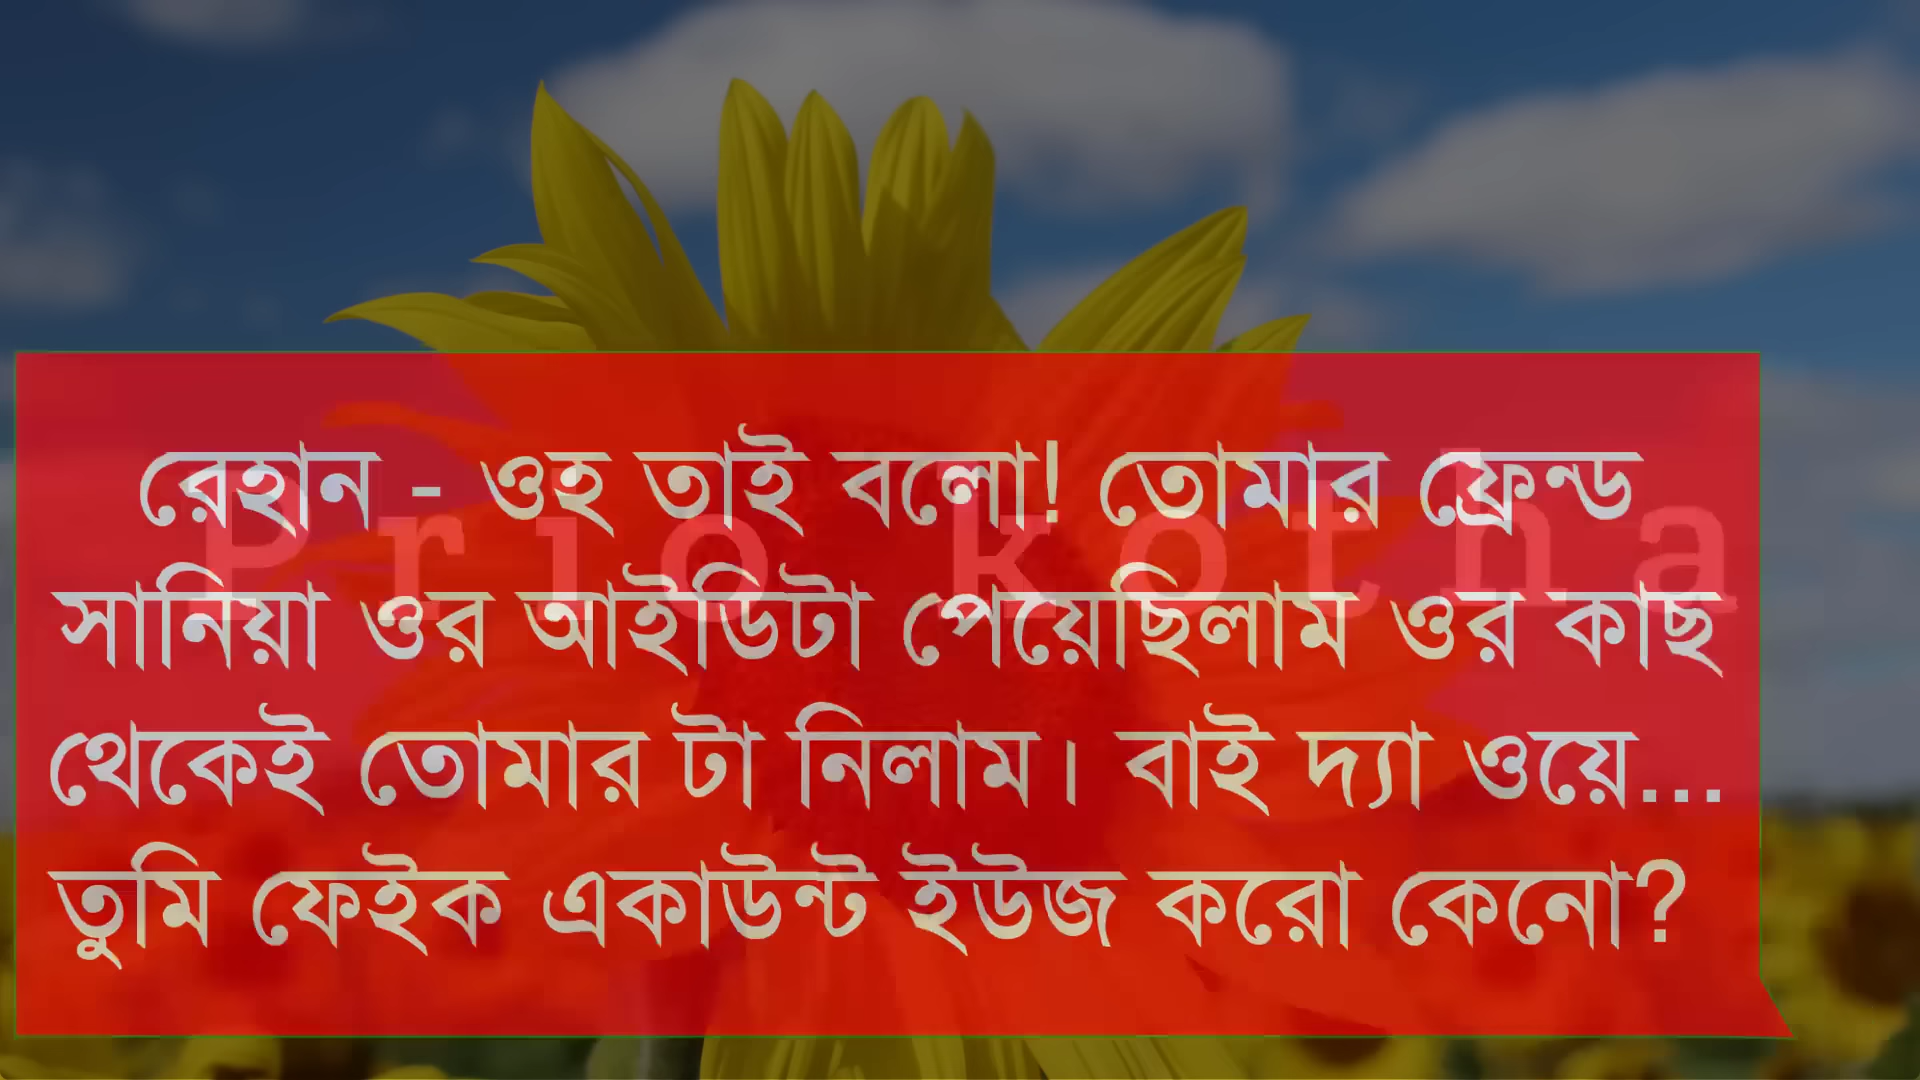 রেহান - ওহ তাই বলো! তোমার ফ্রেন্ড
সানিয়া ওর আইডিটা পেয়েছিলাম ওর কাছ
থেকেই তোমার টা নিলাম। বাই দ্যা ওয়ে...
তুমি ফেইক একাউন্ট ইউজ করো কেনো?
Prio kotha